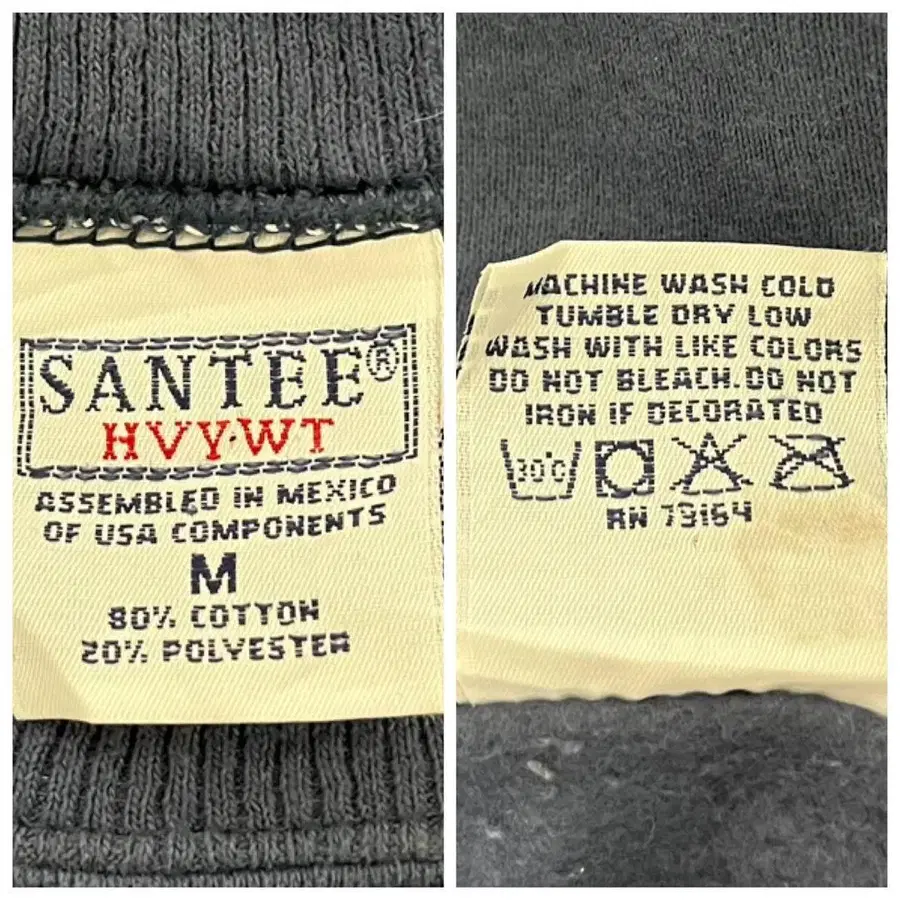 SANTEE®
HVY·WT
ASSEMBLED IN MEXICO
OF USA COMPONENTS
M
80% COTTON
20% POLYESTER
MACHINE WASH COLD
TUMBLE DRY LOW
WASH WITH LIKE COLORS
DO NOT BLEACH.DO NOT
IRON IF DECORATED
30°C
RN 73164